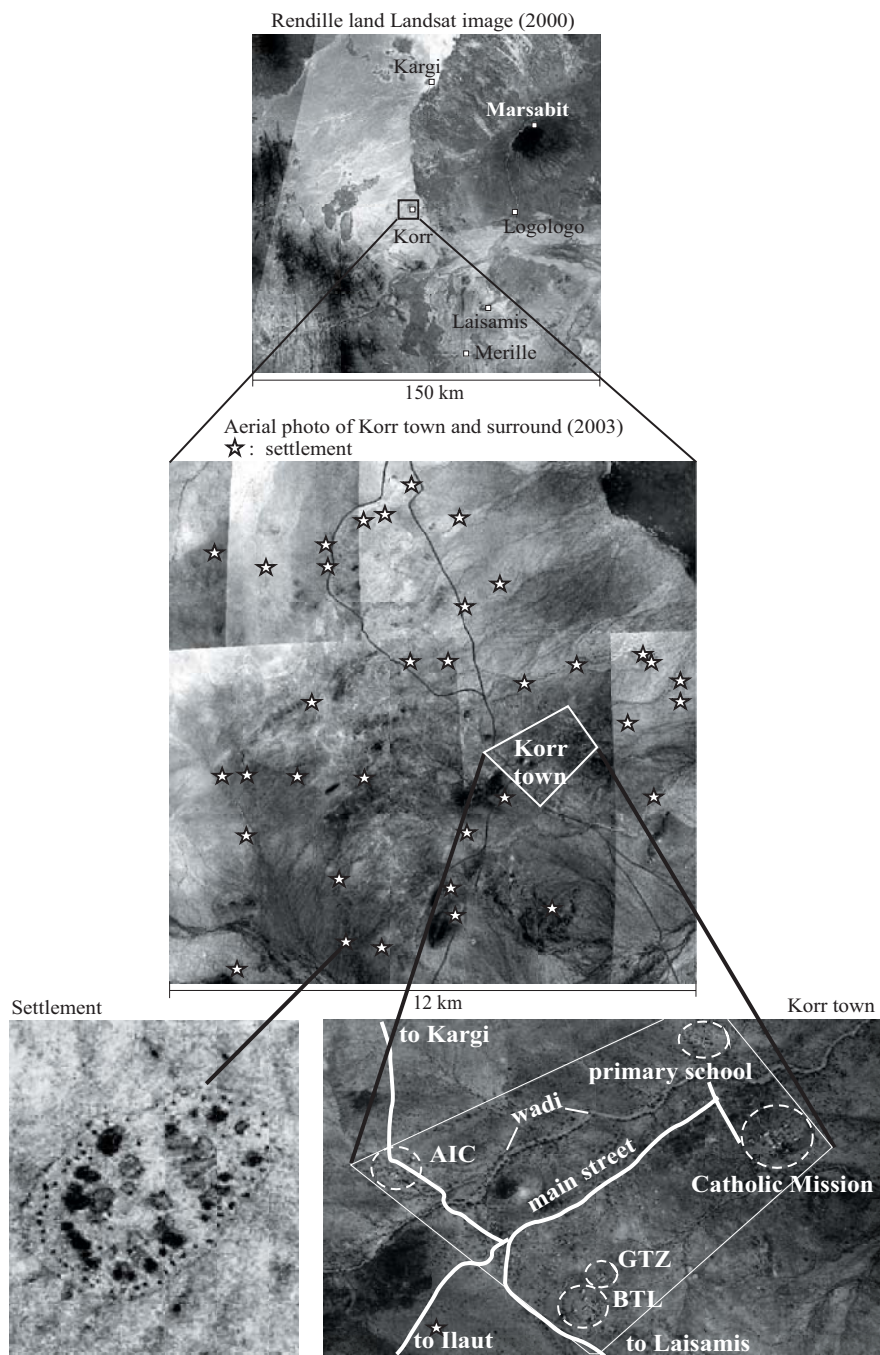 Rendille land Landsat image (2000)
Kargi
Marsabit
Logologo
Korr
Laisamis
Merille
150 km
Aerial photo of Korr town and surround (2003)
☆ : settlement
Korr
town
12 km
Settlement
Korr town
to Kargi
primary school
wadi
AIC
main street
Catholic Mission
GTZ
BTL
to Ilaut
to Laisamis